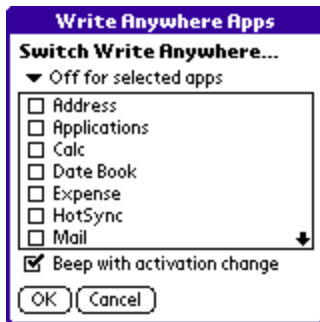 Write Anywhere Apps
Switch Write Anywhere...
Off for selected apps
Address
Applications
Calc
Date Book
Expense
HotSync
Mail
Beep with activation change
OK Cancel